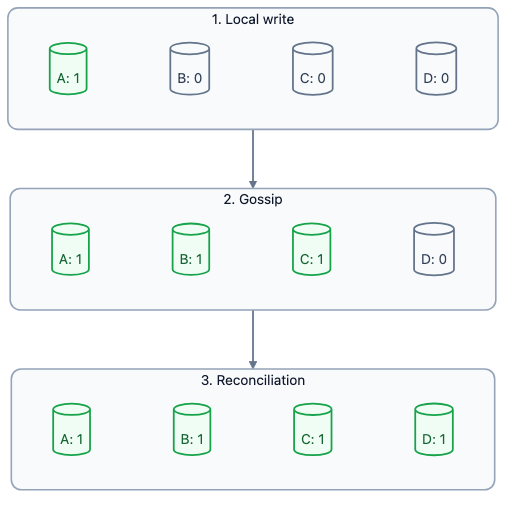 1. Local write
A: 1 B: 0 C: 0 D: 0
2. Gossip
A: 1 B: 1 C: 1 D: 0
3. Reconciliation
A: 1 B: 1 C: 1 D: 1